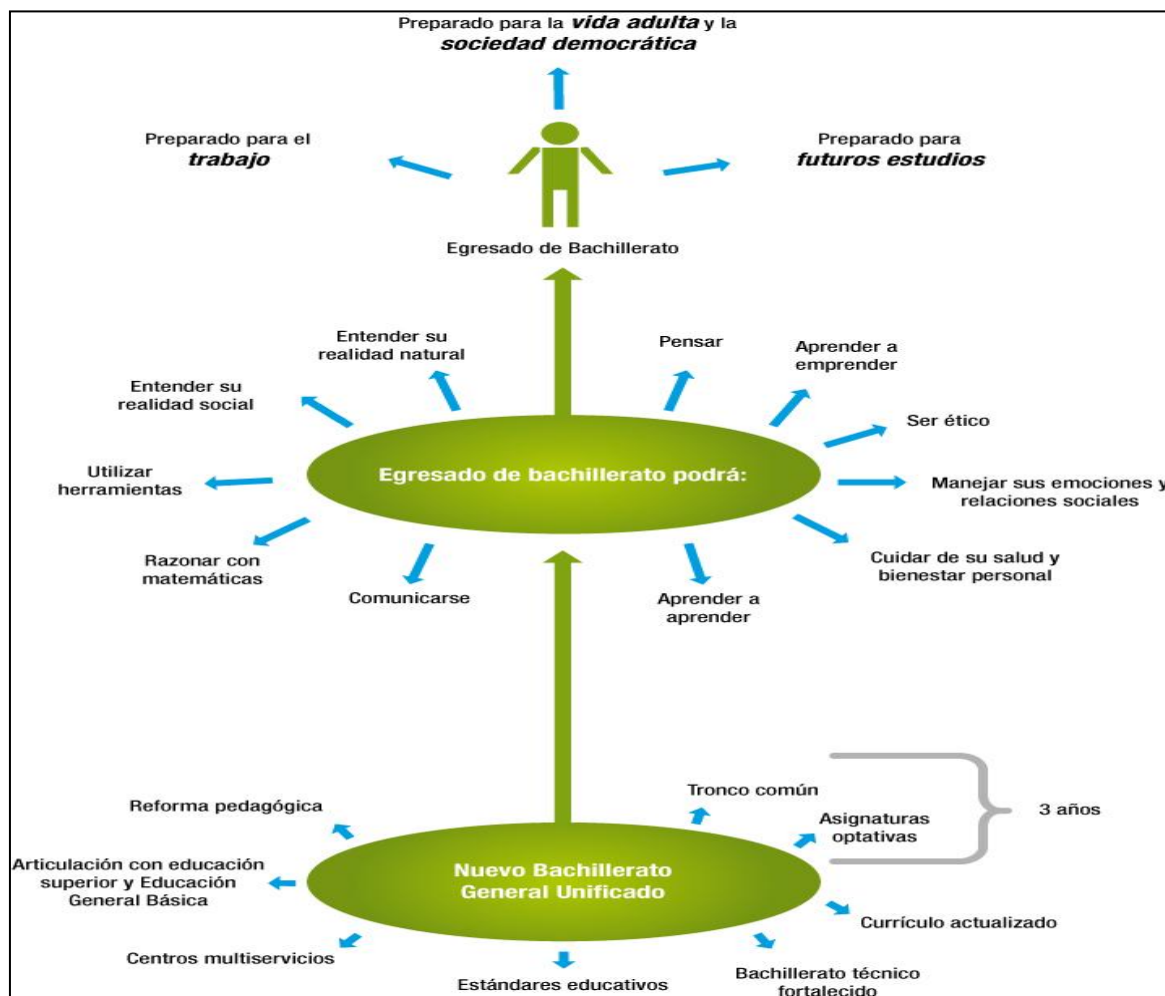 Preparado para la vida adulta y la
sociedad democrática
Preparado para el
trabajo
Preparado para
futuros estudios
Egresado de Bachillerato
Entender su
realidad natural
Pensar
Aprender a
emprender
Entender su
realidad social
Ser ético
Egresado de bachillerato podrá:
Utilizar
herramientas
Manejar sus emociones y
relaciones sociales
Razonar con
matemáticas
Cuidar de su salud y
bienestar personal
Comunicarse
Aprender a
aprender
Reforma pedagógica
Tronco común
Asignaturas
optativas
3 años
Articulación con educación
superior y Educación
General Básica
Nuevo Bachillerato
General Unificado
Currículo actualizado
Centros multiservicios
Estándares educativos
Bachillerato técnico
fortalecido